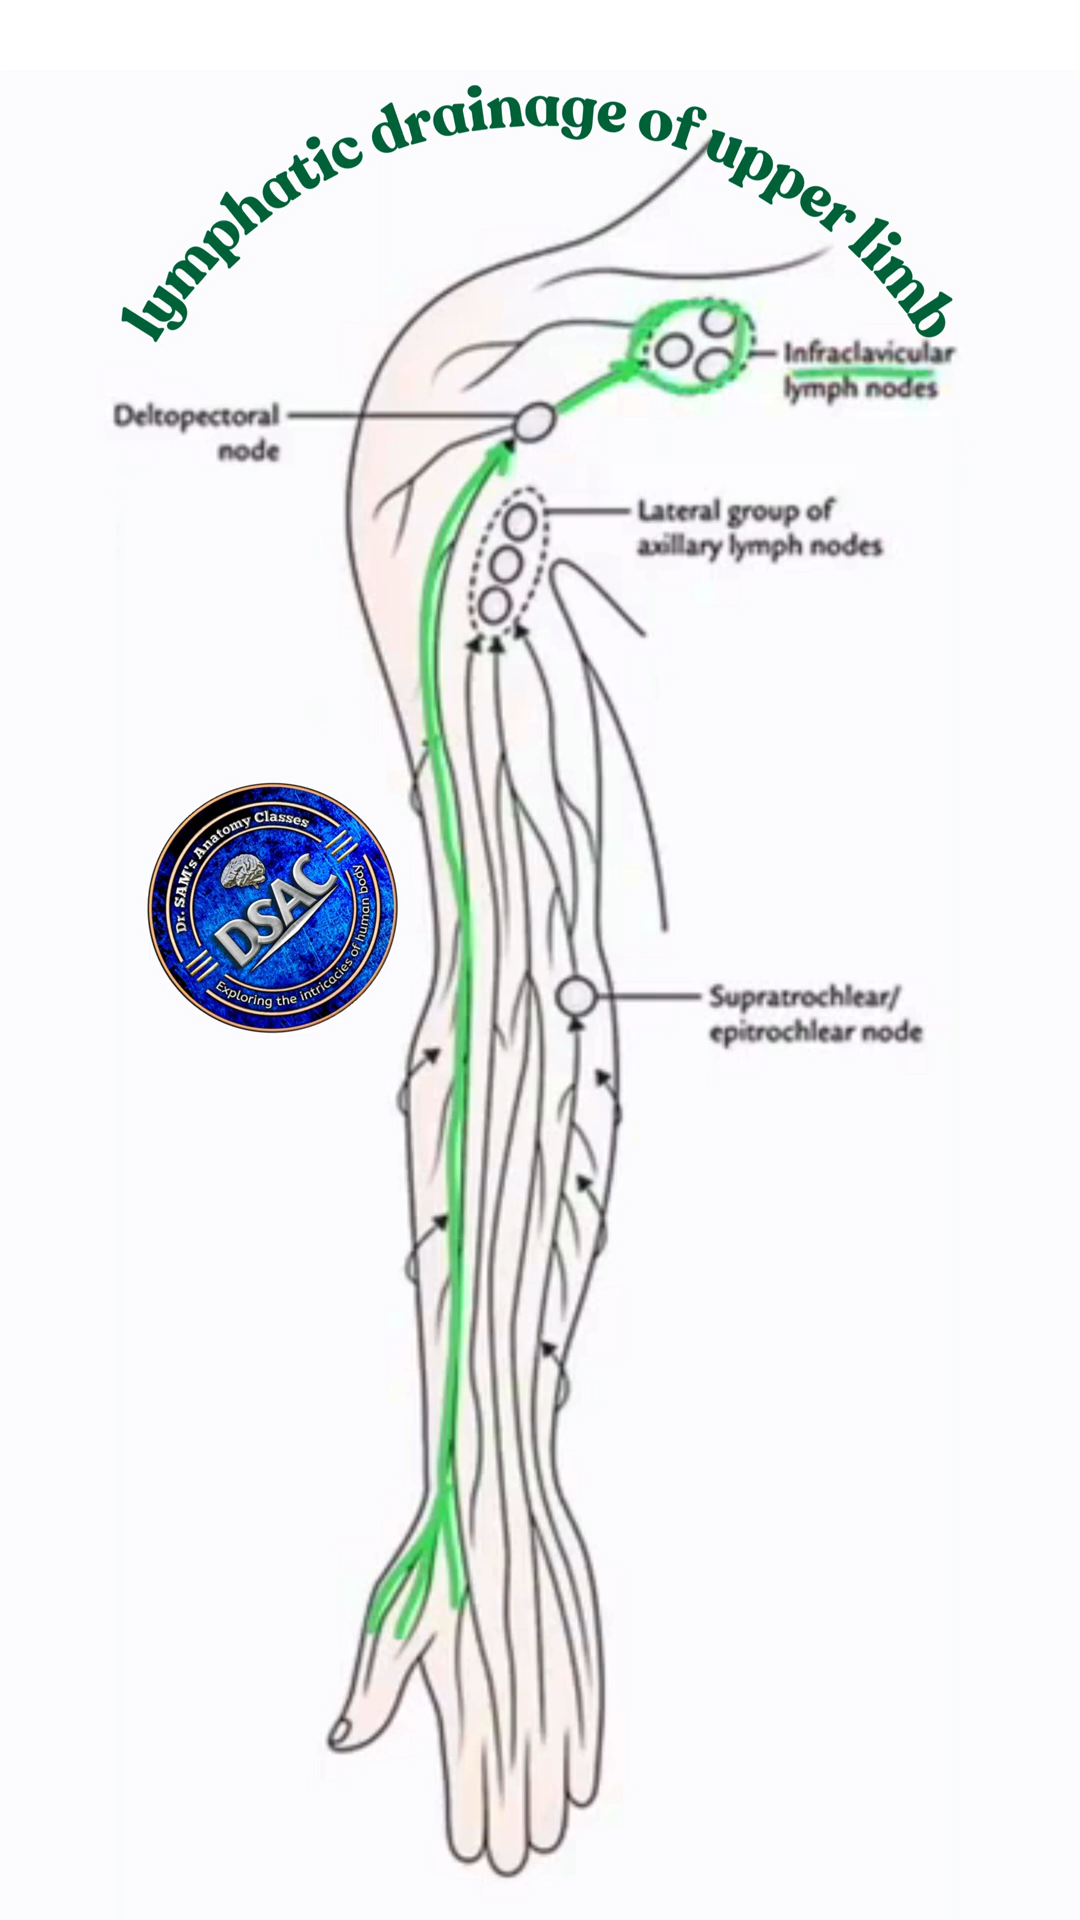 lymphatic drainage of upper limb
Infraclavicular
lymph nodes
Deltopectoral
node
Lateral group of
axillary lymph nodes
Dr. SAM's Anatomy Classes
DSAC
Exploring the intricacies of human body
Supratrochlear/
epitrochlear node